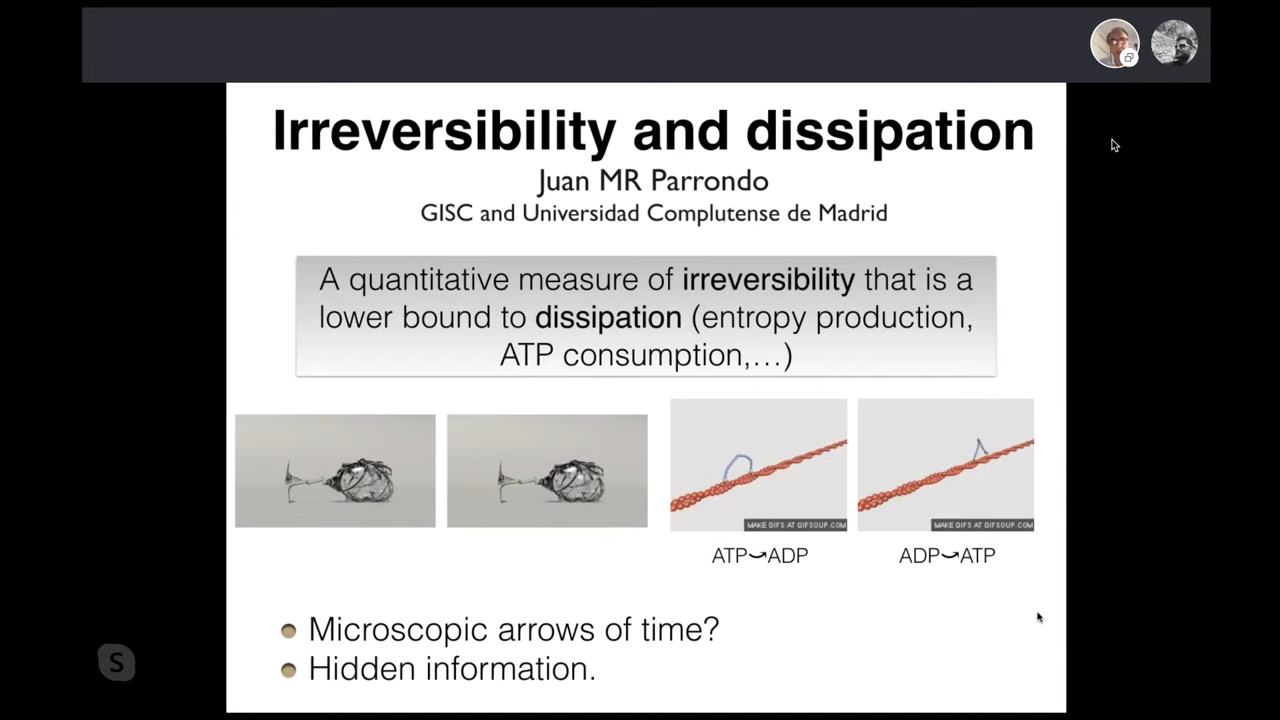 Irreversibility and dissipation
Juan MR Parrondo
GISC and Universidad Complutense de Madrid
A quantitative measure of irreversibility that is a
lower bound to dissipation (entropy production,
ATP consumption,…)
MAKE GIFS AT GIFSOUP.COM
MAKE GIFS AT GIFSOUP.COM
ATP⤳ADP
ADP⤳ATP
Microscopic arrows of time?
Hidden information.
S